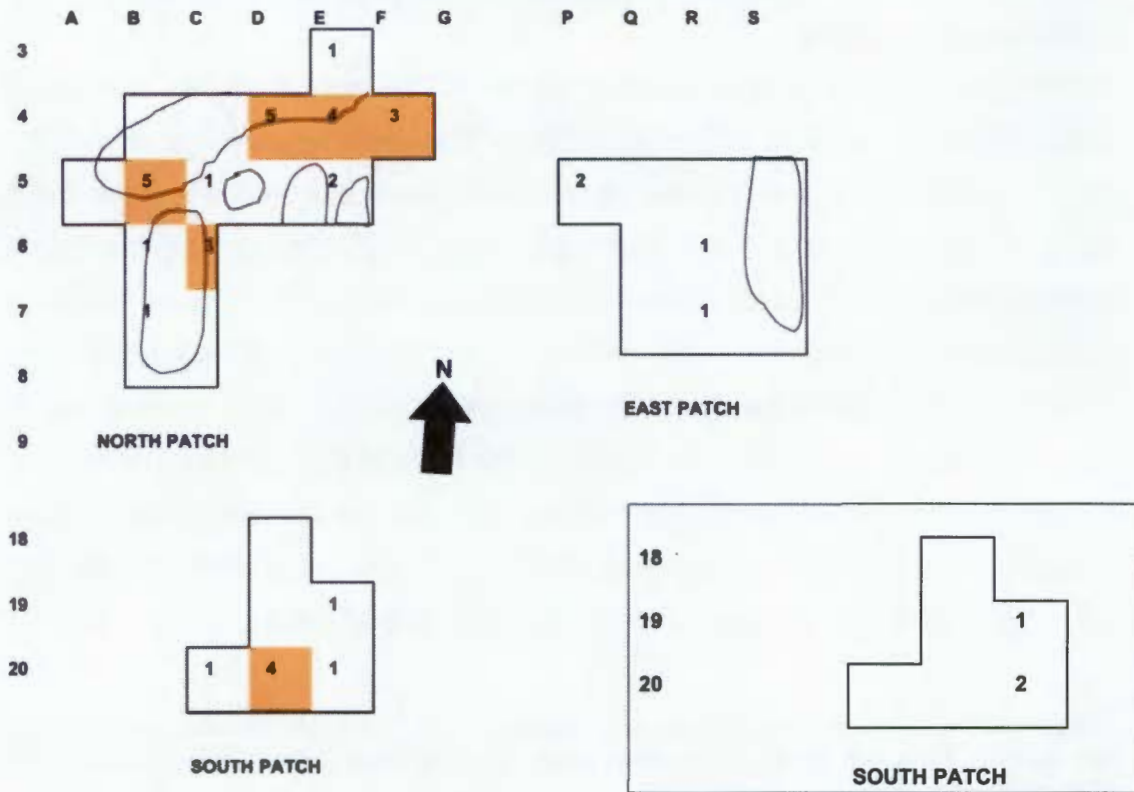 A B C D E F G P Q R S
3 1
4 5 4 3
5 5 1 2 2
6 1 3 1
7 1 1
8
N
EAST PATCH
9
NORTH PATCH
18 18
19 1 19 1
20 1 4 1 20 2
SOUTH PATCH
SOUTH PATCH